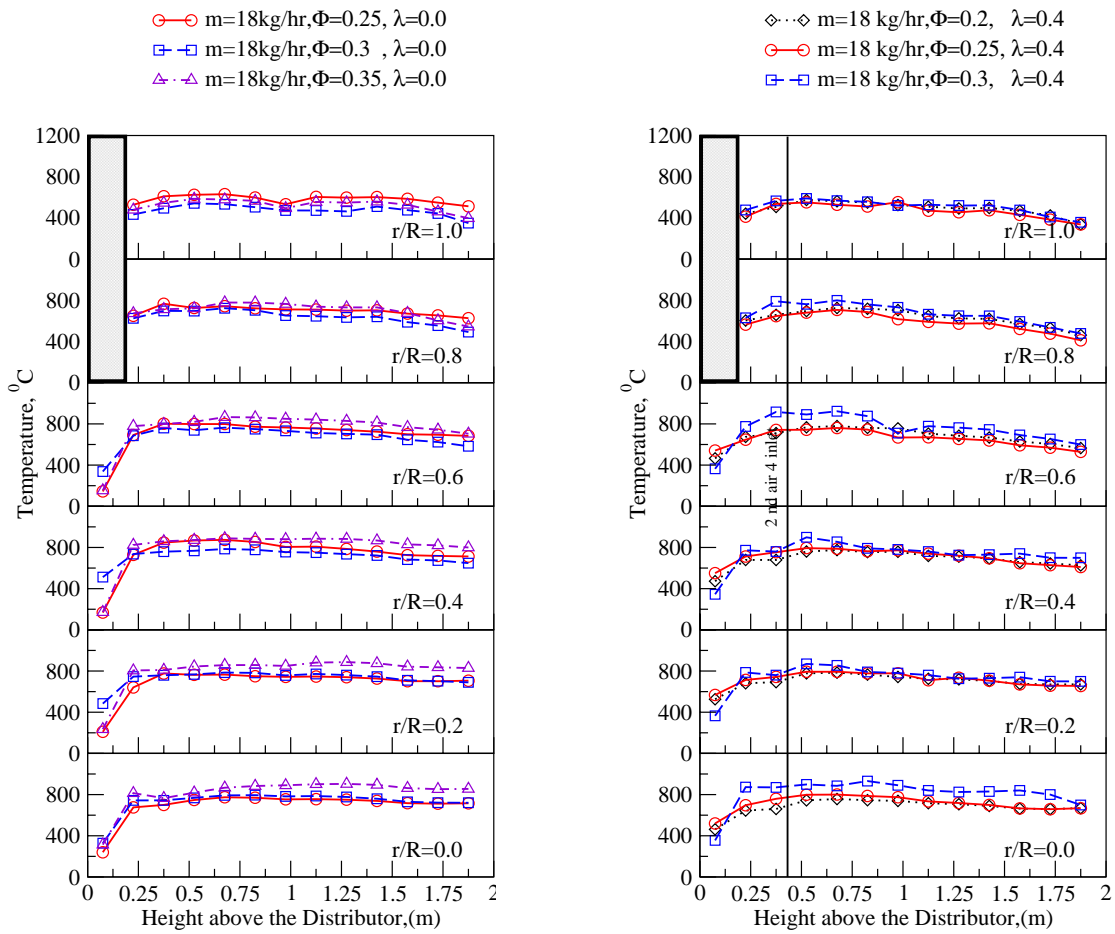 m=18kg/hr,Φ=0.25, λ=0.0
m=18kg/hr,Φ=0.3 , λ=0.0
m=18kg/hr,Φ=0.35, λ=0.0
m=18 kg/hr,Φ=0.2, λ=0.4
m=18 kg/hr,Φ=0.25, λ=0.4
m=18 kg/hr,Φ=0.3, λ=0.4
1200
800
400
r/R=1.0
0
800
400
r/R=0.8
0
800
400
r/R=0.6
0
800
400
r/R=0.4
0
800
400
r/R=0.2
0
800
400
r/R=0.0
0
Temperature, ⁰C
0 0.25 0.5 0.75 1 1.25 1.5 1.75 2
Height above the Distributor,(m)
1200
800
400
r/R=1.0
0
800
400
r/R=0.8
0
800
400
r/R=0.6
0
800
400
r/R=0.4
0
800
400
r/R=0.2
0
800
400
r/R=0.0
0
Temperature, ⁰C
2 nd air 4 inlet
0 0.25 0.5 0.75 1 1.25 1.5 1.75 2
Height above the Distributor,(m)